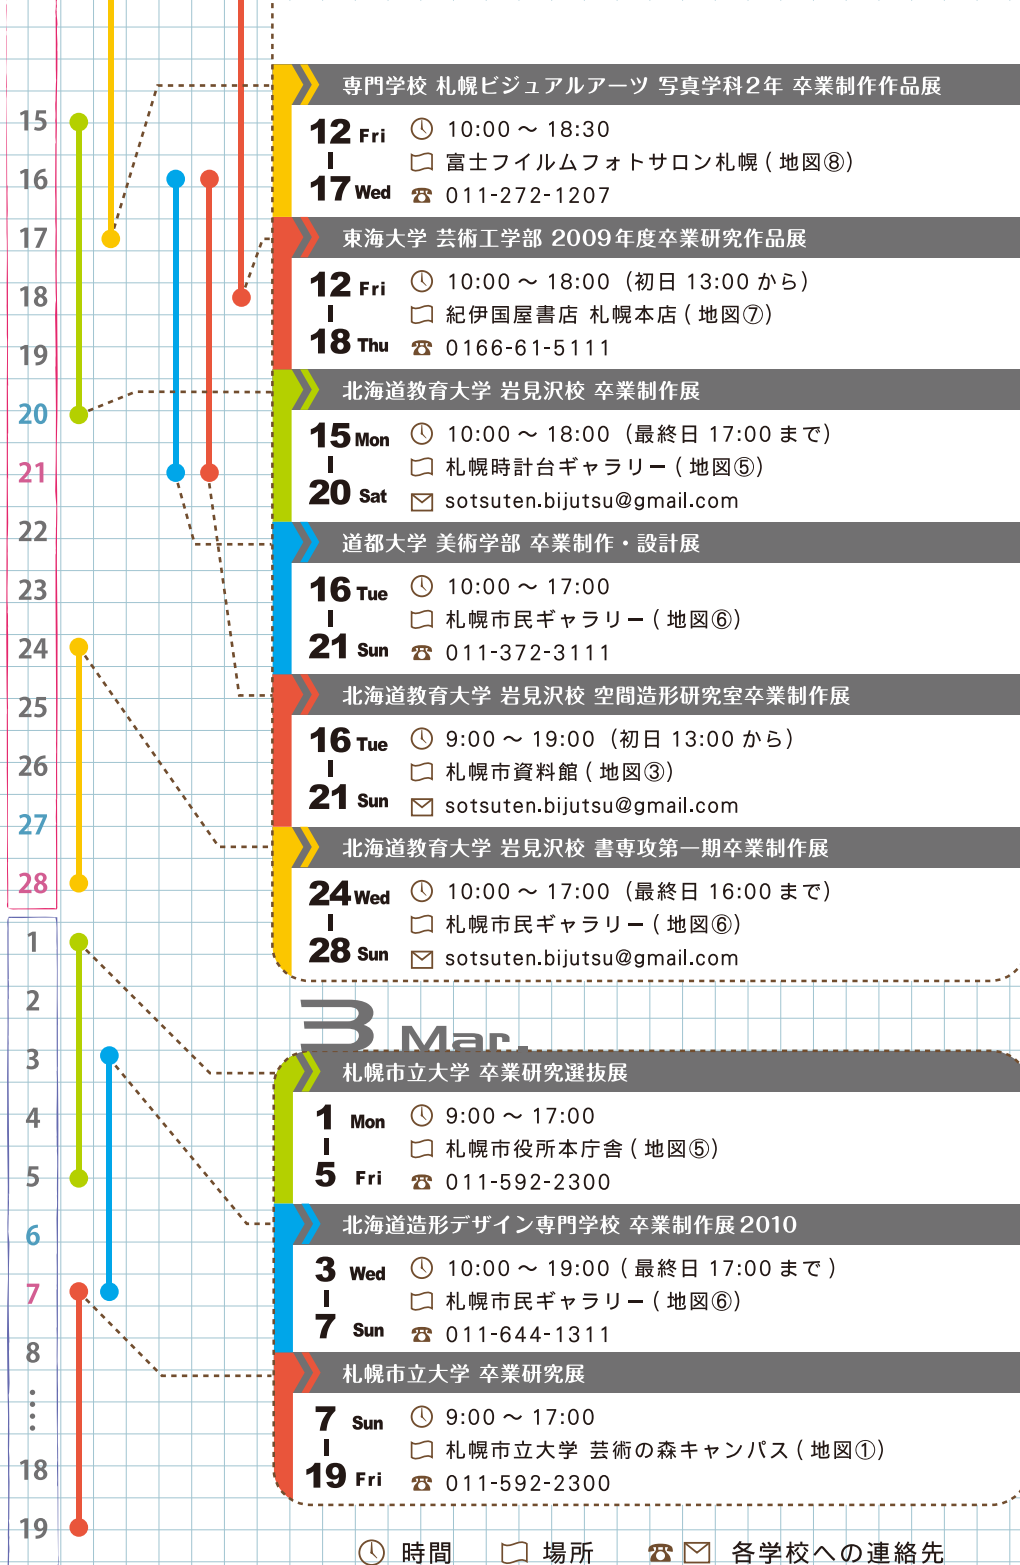 15
16
17
18
19
20
21
22
23
24
25
26
27
28
1
2
3
4
5
6
7
8
18
19
専門学校 札幌ビジュアルアーツ 写真学科2年 卒業制作作品展
12 Fri
17 Wed
10:00 ～ 18:30
富士フイルムフォトサロン札幌 ( 地図⑧)
011-272-1207
東海大学 芸術工学部 2009年度卒業研究作品展
12 Fri
18 Thu
10:00 ～ 18:00 (初日 13:00 から)
紀伊国屋書店 札幌本店 ( 地図⑦)
0166-61-5111
北海道教育大学 岩見沢校 卒業制作展
15 Mon
20 Sat
10:00 ～ 18:00 (最終日 17:00 まで)
札幌時計台ギャラリー ( 地図⑤)
sotsuten.bijutsu@gmail.com
道都大学 美術学部 卒業制作・設計展
16 Tue
21 Sun
10:00 ～ 17:00
札幌市民ギャラリー ( 地図⑥)
011-372-3111
北海道教育大学 岩見沢校 空間造形研究室卒業制作展
16 Tue
21 Sun
9:00 ～ 19:00 (初日 13:00 から)
札幌市資料館 ( 地図③)
sotsuten.bijutsu@gmail.com
北海道教育大学 岩見沢校 書専攻第一期卒業制作展
24 Wed
28 Sun
10:00 ～ 17:00 (最終日 16:00 まで)
札幌市民ギャラリー ( 地図⑥)
sotsuten.bijutsu@gmail.com
3 Mar.
札幌市立大学 卒業研究選抜展
1 Mon
5 Fri
9:00 ～ 17:00
札幌市役所本庁舎 ( 地図⑤)
011-592-2300
北海道造形デザイン専門学校 卒業制作展2010
3 Wed
7 Sun
10:00 ～ 19:00 ( 最終日 17:00 まで )
札幌市民ギャラリー ( 地図⑥)
011-644-1311
札幌市立大学 卒業研究展
7 Sun
19 Fri
9:00 ～ 17:00
札幌市立大学 芸術の森キャンパス ( 地図①)
011-592-2300
時間 場所 各学校への連絡先